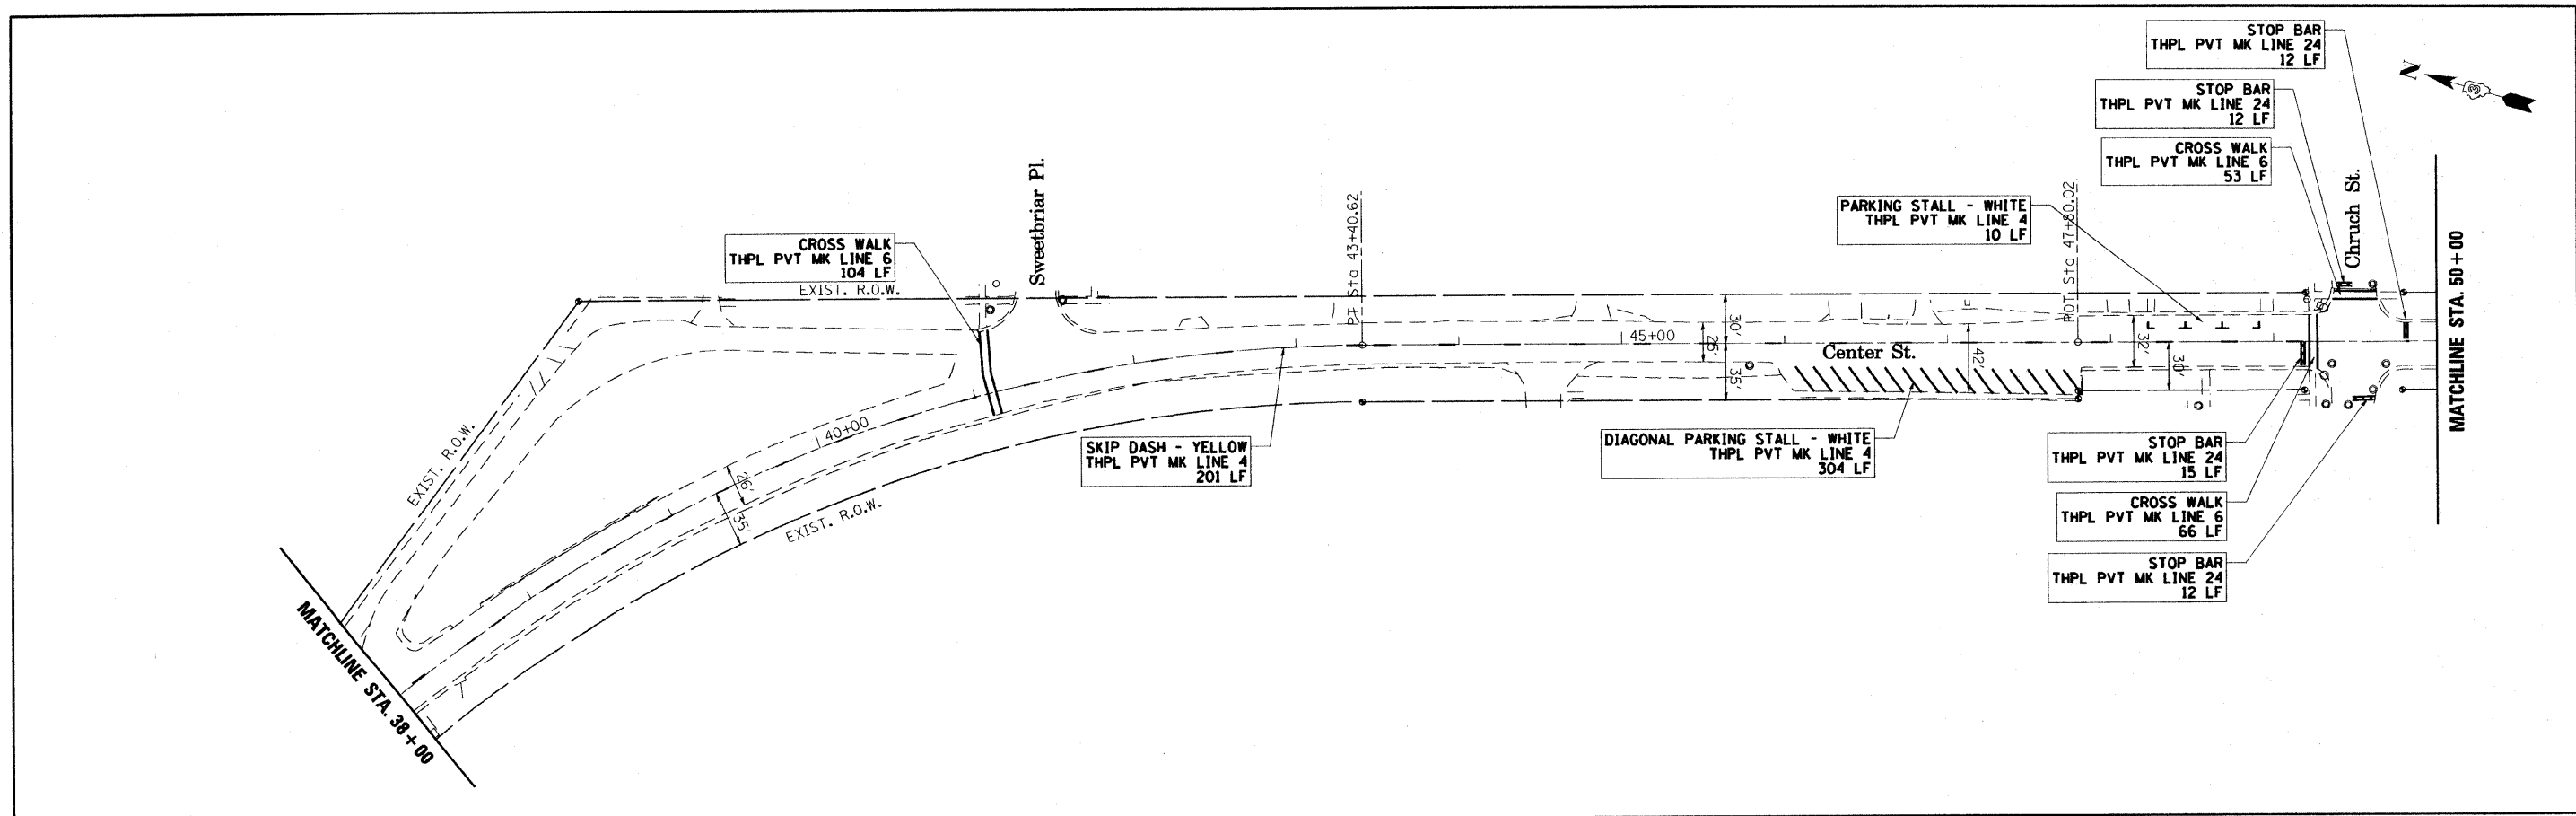 STOP BAR
THPL PVT MK LINE 24
12 LF
STOP BAR
THPL PVT MK LINE 24
12 LF
CROSS WALK
THPL PVT MK LINE 6
53 LF
N
3
PARKING STALL - WHITE
THPL PVT MK LINE 4
10 LF
Chruch St.
CROSS WALK
THPL PVT MK LINE 6
104 LF
Sweetbriar Pl.
PT Sta 43+40.62
POT Sta 47+80.02
MATCHLINE STA. 50+00
EXIST. R.O.W.
30'
25'
35'
45+00
Center St.
42'
32'
30'
EXIST. R.O.W.
40+00
26'
35'
EXIST. R.O.W.
SKIP DASH - YELLOW
THPL PVT MK LINE 4
201 LF
DIAGONAL PARKING STALL - WHITE
THPL PVT MK LINE 4
304 LF
STOP BAR
THPL PVT MK LINE 24
15 LF
CROSS WALK
THPL PVT MK LINE 6
66 LF
STOP BAR
THPL PVT MK LINE 24
12 LF
MATCHLINE STA. 38+00